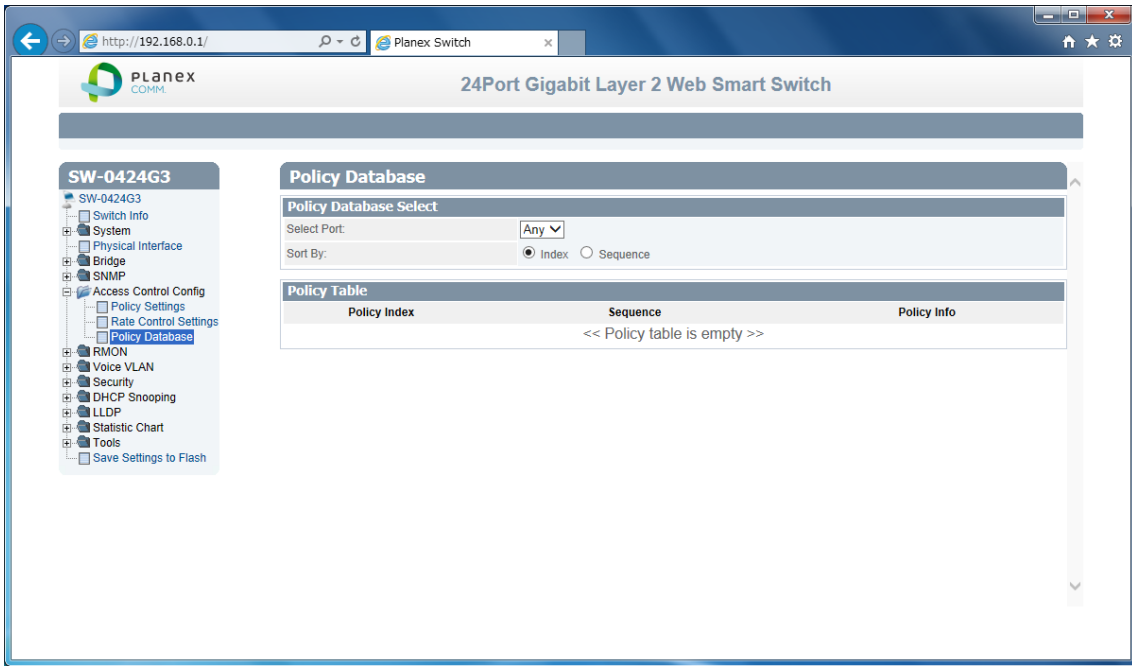 http://192.168.0.1/
Planex Switch
PLANEX
COMM.
24Port Gigabit Layer 2 Web Smart Switch
SW-0424G3
SW-0424G3
Switch Info
System
Physical Interface
Bridge
SNMP
Access Control Config
Policy Settings
Rate Control Settings
Policy Database
RMON
Voice VLAN
Security
DHCP Snooping
LLDP
Statistic Chart
Tools
Save Settings to Flash
Policy Database
Policy Database Select
Select Port: Any
Sort By: Index Sequence
Policy Table
Policy Index Sequence Policy Info
<< Policy table is empty >>